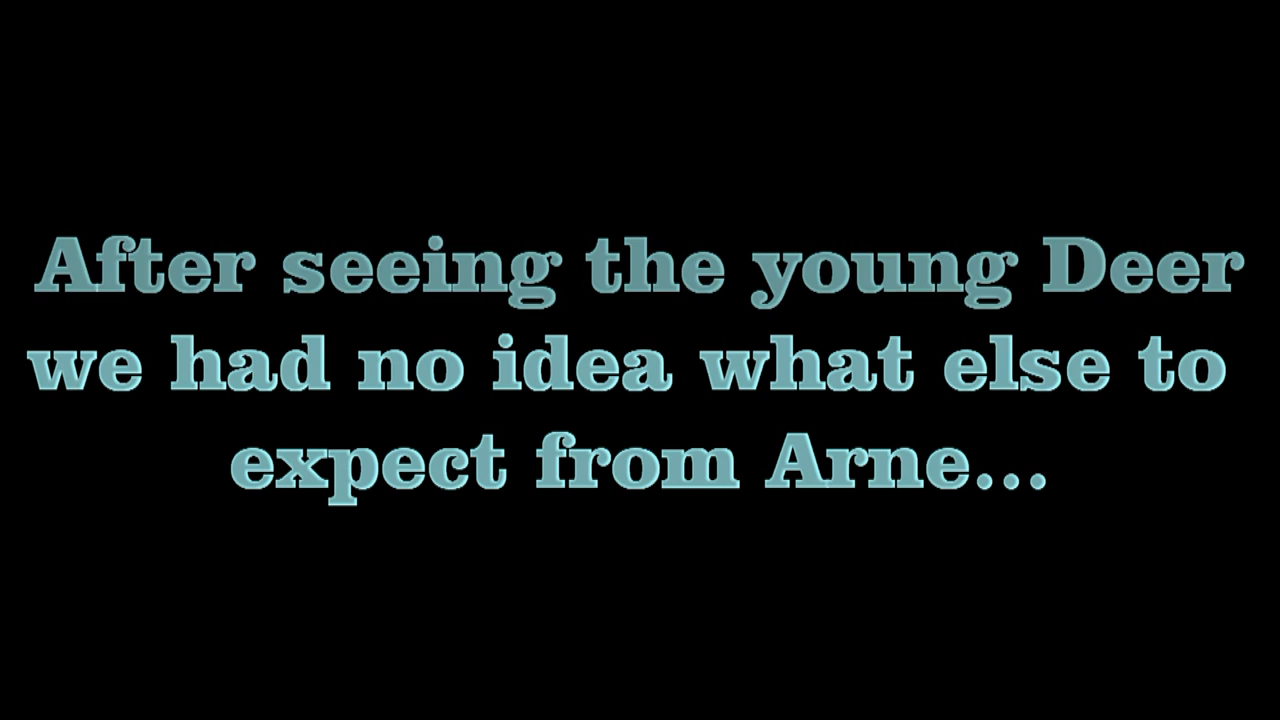 After seeing the young Deer
we had no idea what else to
expect from Arne...